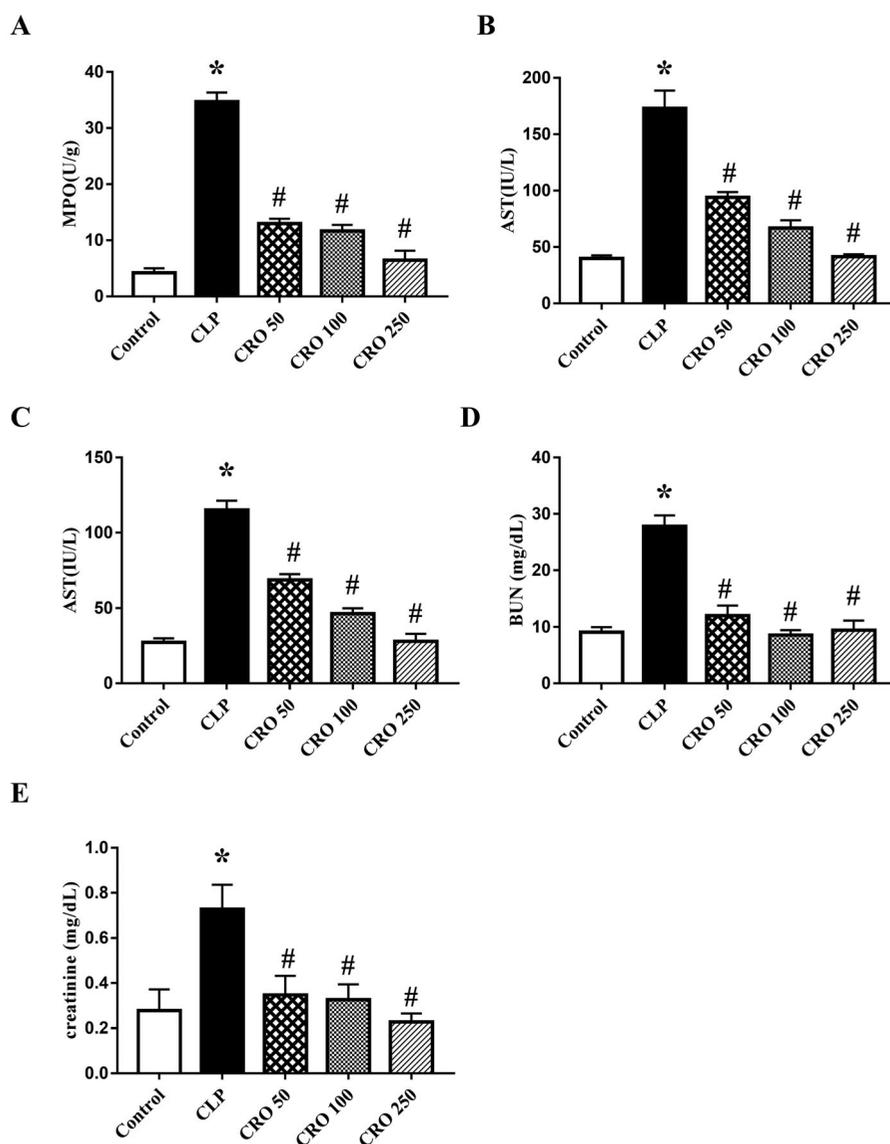 A
MPO(U/g)
40
30
20
10
0
*
#
#
#
Control
CLP
CRO 50
CRO 100
CRO 250
B
AST(IU/L)
200
150
100
50
0
*
#
#
#
Control
CLP
CRO 50
CRO 100
CRO 250
C
AST(IU/L)
150
100
50
0
*
#
#
#
Control
CLP
CRO 50
CRO 100
CRO 250
D
BUN (mg/dL)
40
30
20
10
0
*
#
#
#
Control
CLP
CRO 50
CRO 100
CRO 250
E
creatinine (mg/dL)
1.0
0.8
0.6
0.4
0.2
0.0
*
#
#
#
Control
CLP
CRO 50
CRO 100
CRO 250